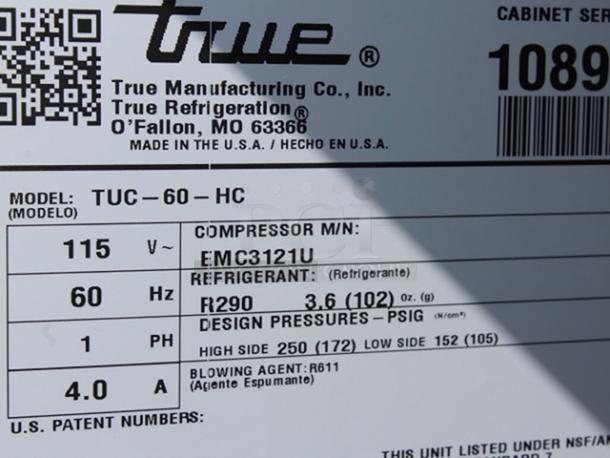 true®
CABINET SER
1089
True Manufacturing Co., Inc.
True Refrigeration®
O'Fallon, MO 63366
MADE IN THE U.S.A. / HECHO EN U.S.A.
MODEL: TUC-60-HC
(MODELO)
115 V~
COMPRESSOR M/N:
EMC3121U
60 Hz
REFRIGERANT: (Refrigerante)
R290 3.6 (102) Oz. (g)
1 PH
DESIGN PRESSURES-PSIG (N/cm²)
HIGH SIDE 250 (172) LOW SIDE 152 (105)
4.0 A
BLOWING AGENT:R611
(Agente Espumante)
U.S. PATENT NUMBERS:
THIS UNIT LISTED UNDER NSF/AN